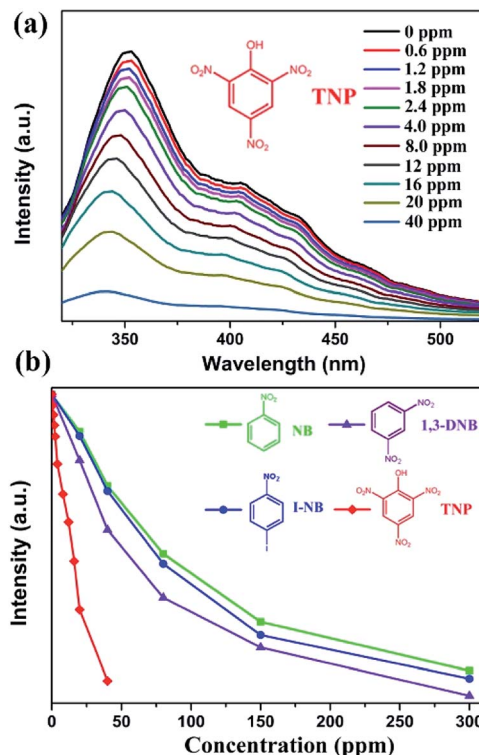 (a)
OH
NO₂
NO₂
NO₂
TNP
0 ppm
0.6 ppm
1.2 ppm
1.8 ppm
2.4 ppm
4.0 ppm
8.0 ppm
12 ppm
16 ppm
20 ppm
40 ppm
Intensity (a.u.)
350 400 450 500
Wavelength (nm)
(b)
NO₂
NB
NO₂
NO₂
1,3-DNB
NO₂
I
I-NB
OH
NO₂
NO₂
NO₂
TNP
Intensity (a.u.)
0 50 100 150 200 250 300
Concentration (ppm)